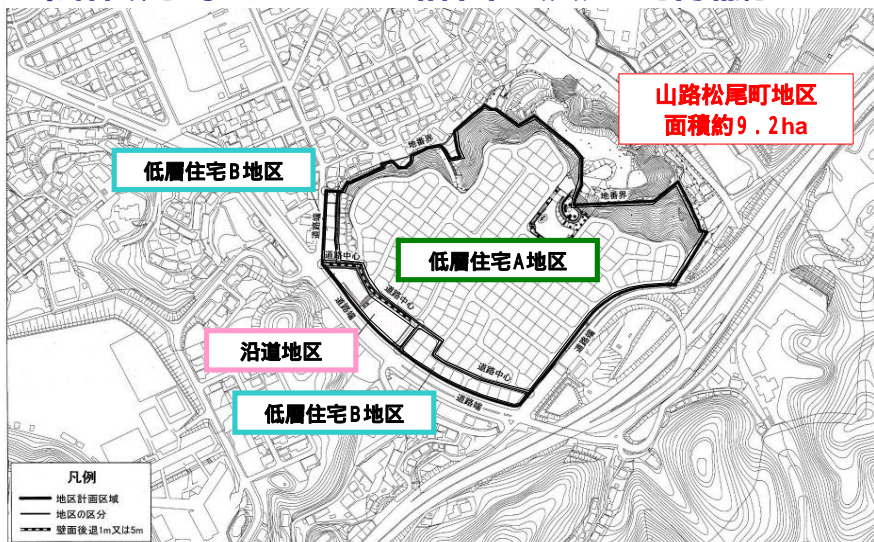 山路松尾町地区
面積約9.2ha
低層住宅B地区
地番界
地番界
道路端
低層住宅A地区
道路中心
道路中心
道路端
沿道地区
道路中心
道路端
道路端
低層住宅B地区
凡例
地区計画区域
地区の区分
壁面後退1m又は5m